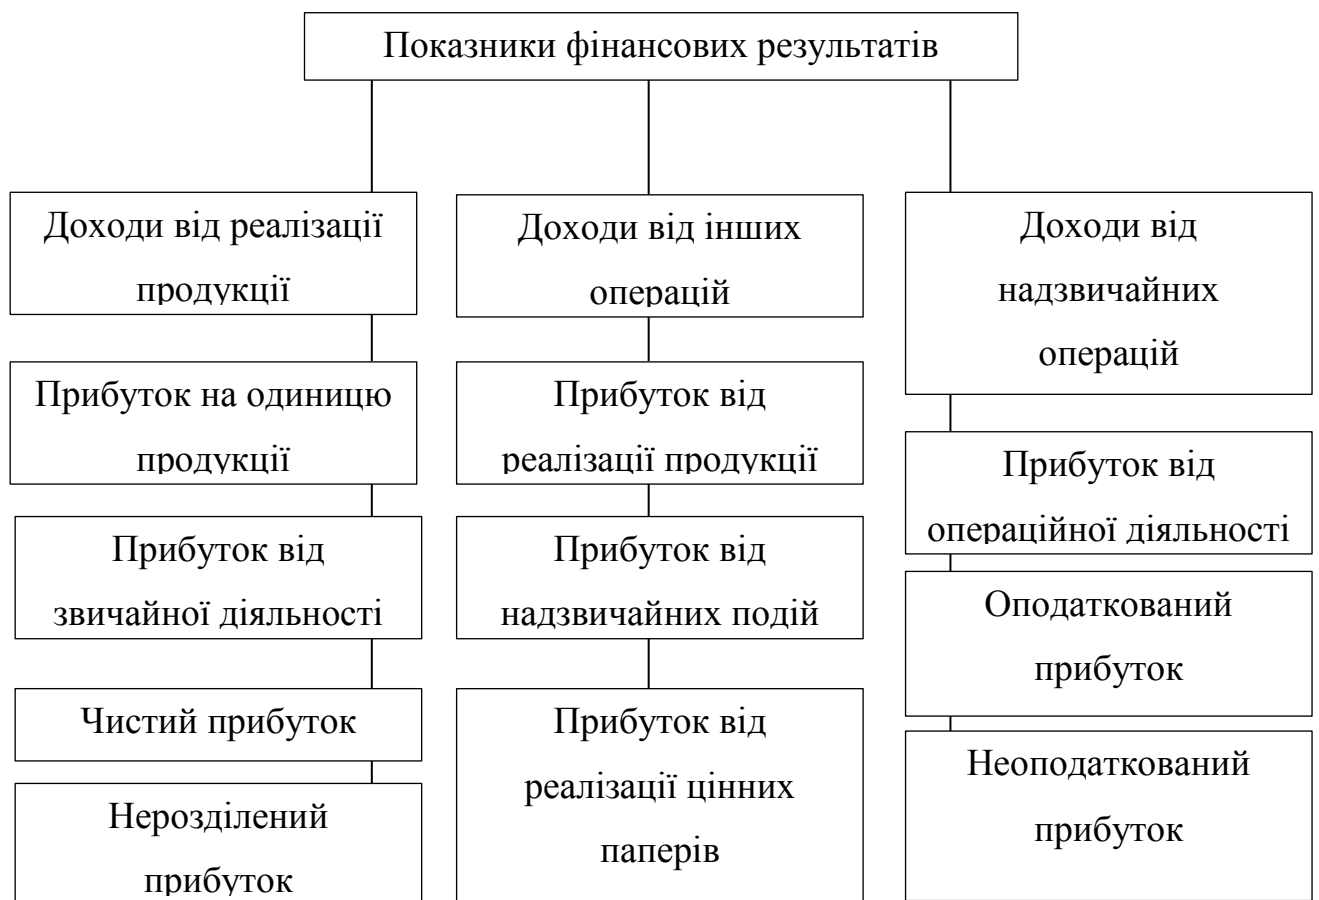 Показники фінансових результатів
Доходи від реалізації
продукції
Прибуток на одиницю
продукції
Прибуток від
звичайної діяльності
Чистий прибуток
Нерозділений
прибуток
Доходи від інших
операцій
Прибуток від
реалізації продукції
Прибуток від
надзвичайних подій
Прибуток від
реалізації цінних
паперів
Доходи від
надзвичайних
операцій
Прибуток від
операційної діяльності
Оподаткований
прибуток
Неоподаткований
прибуток